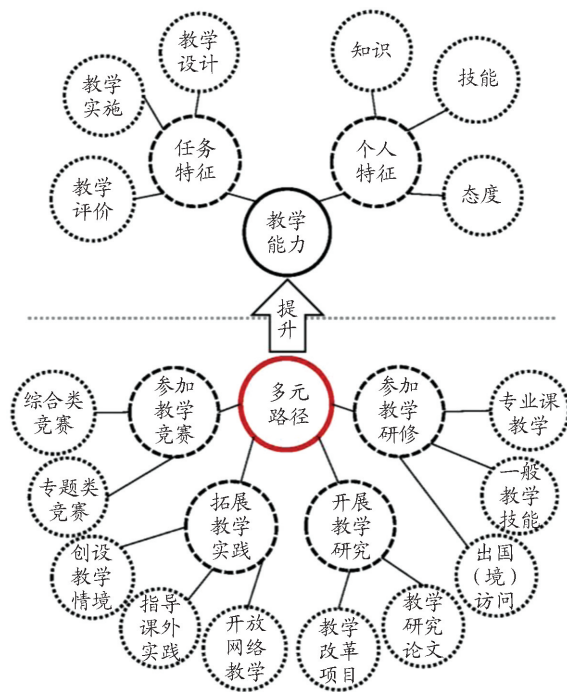 教学
设计
知识
技能
教学
实施
任务
特征
个人
特征
教学
评价
态度
教学
能力
提
升
综合类
竞赛
参加
教学
竞赛
多元
路径
参加
教学
研修
专业课
教学
专题类
竞赛
一般
教学
技能
拓展
教学
实践
开展
教学
研究
创设
教学
情境
出国
（境）
访问
指导
课外
实践
开放
网络
教学
教学
改革
项目
教学
研究
论文